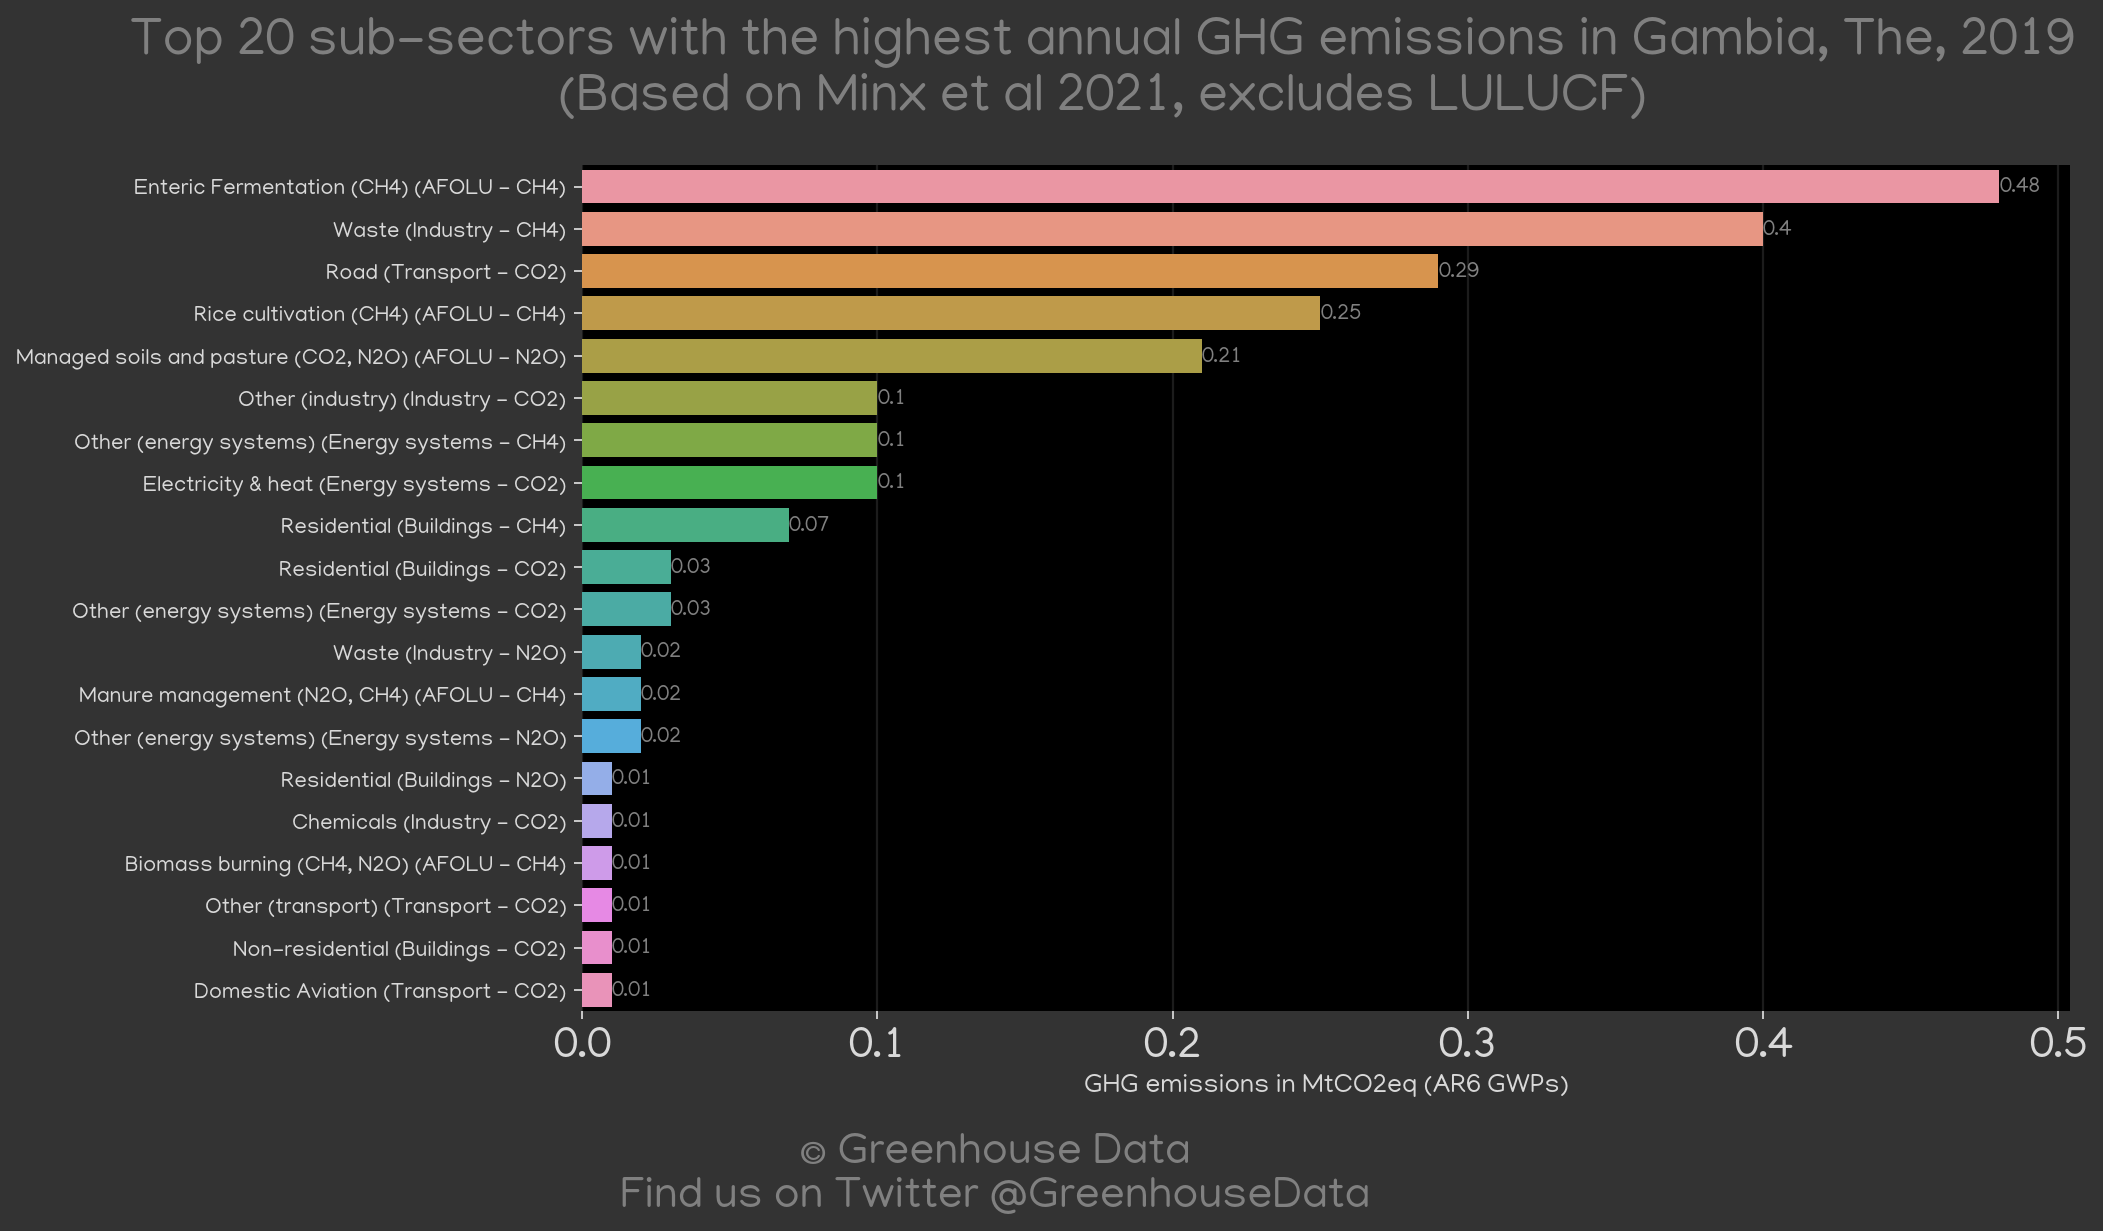 Top 20 sub-sectors with the highest annual GHG emissions in Gambia, The, 2019
(Based on Minx et al 2021, excludes LULUCF)
Enteric Fermentation (CH4) (AFOLU - CH4) 0.48
Waste (Industry - CH4) 0.4
Road (Transport - CO2) 0.29
Rice cultivation (CH4) (AFOLU - CH4) 0.25
Managed soils and pasture (CO2, N2O) (AFOLU - N2O) 0.21
Other (industry) (Industry - CO2) 0.1
Other (energy systems) (Energy systems - CH4) 0.1
Electricity & heat (Energy systems - CO2) 0.1
Residential (Buildings - CH4) 0.07
Residential (Buildings - CO2) 0.03
Other (energy systems) (Energy systems - CO2) 0.03
Waste (Industry - N2O) 0.02
Manure management (N2O, CH4) (AFOLU - CH4) 0.02
Other (energy systems) (Energy systems - N2O) 0.02
Residential (Buildings - N2O) 0.01
Chemicals (Industry - CO2) 0.01
Biomass burning (CH4, N2O) (AFOLU - CH4) 0.01
Other (transport) (Transport - CO2) 0.01
Non-residential (Buildings - CO2) 0.01
Domestic Aviation (Transport - CO2) 0.01
0.0 0.1 0.2 0.3 0.4 0.5
GHG emissions in MtCO2eq (AR6 GWPs)
© Greenhouse Data
Find us on Twitter @GreenhouseData